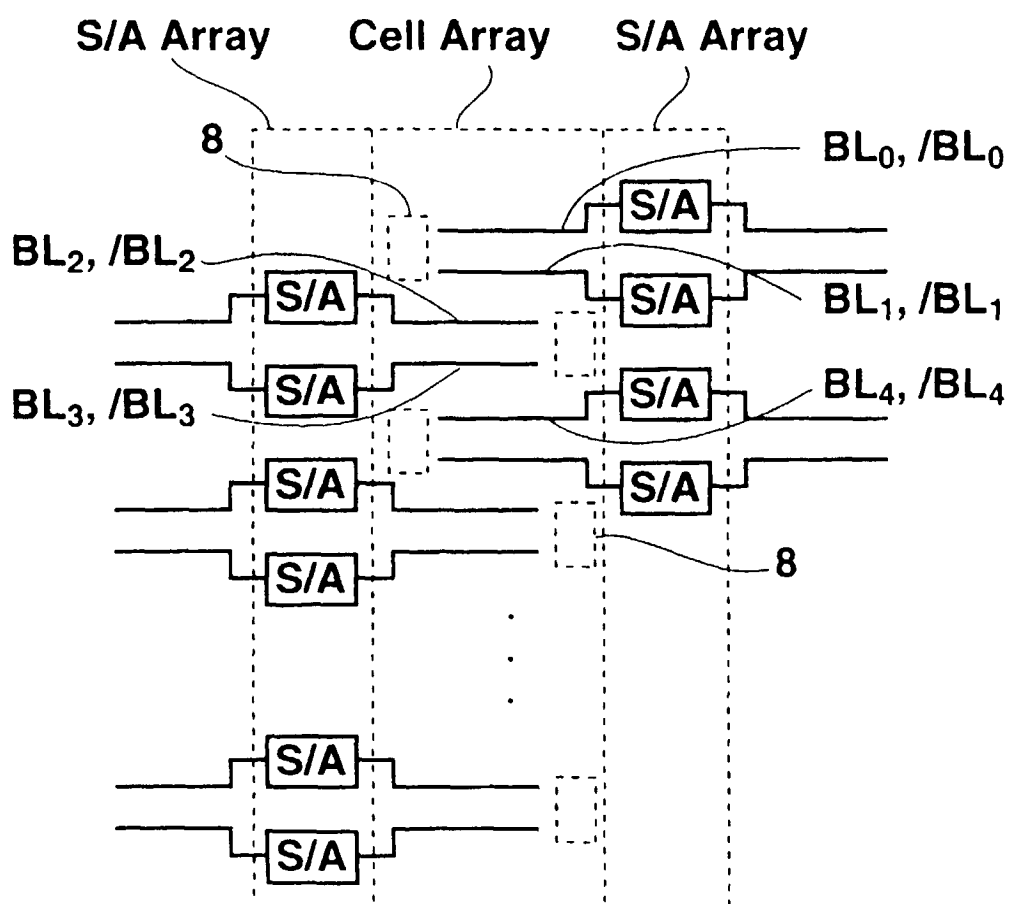 S/A Array Cell Array S/A Array
8
BL0, /BL0
S/A
BL2, /BL2
S/A
S/A
BL1, /BL1
S/A
S/A
BL4, /BL4
BL3, /BL3
S/A
S/A
8
S/A
S/A
S/A